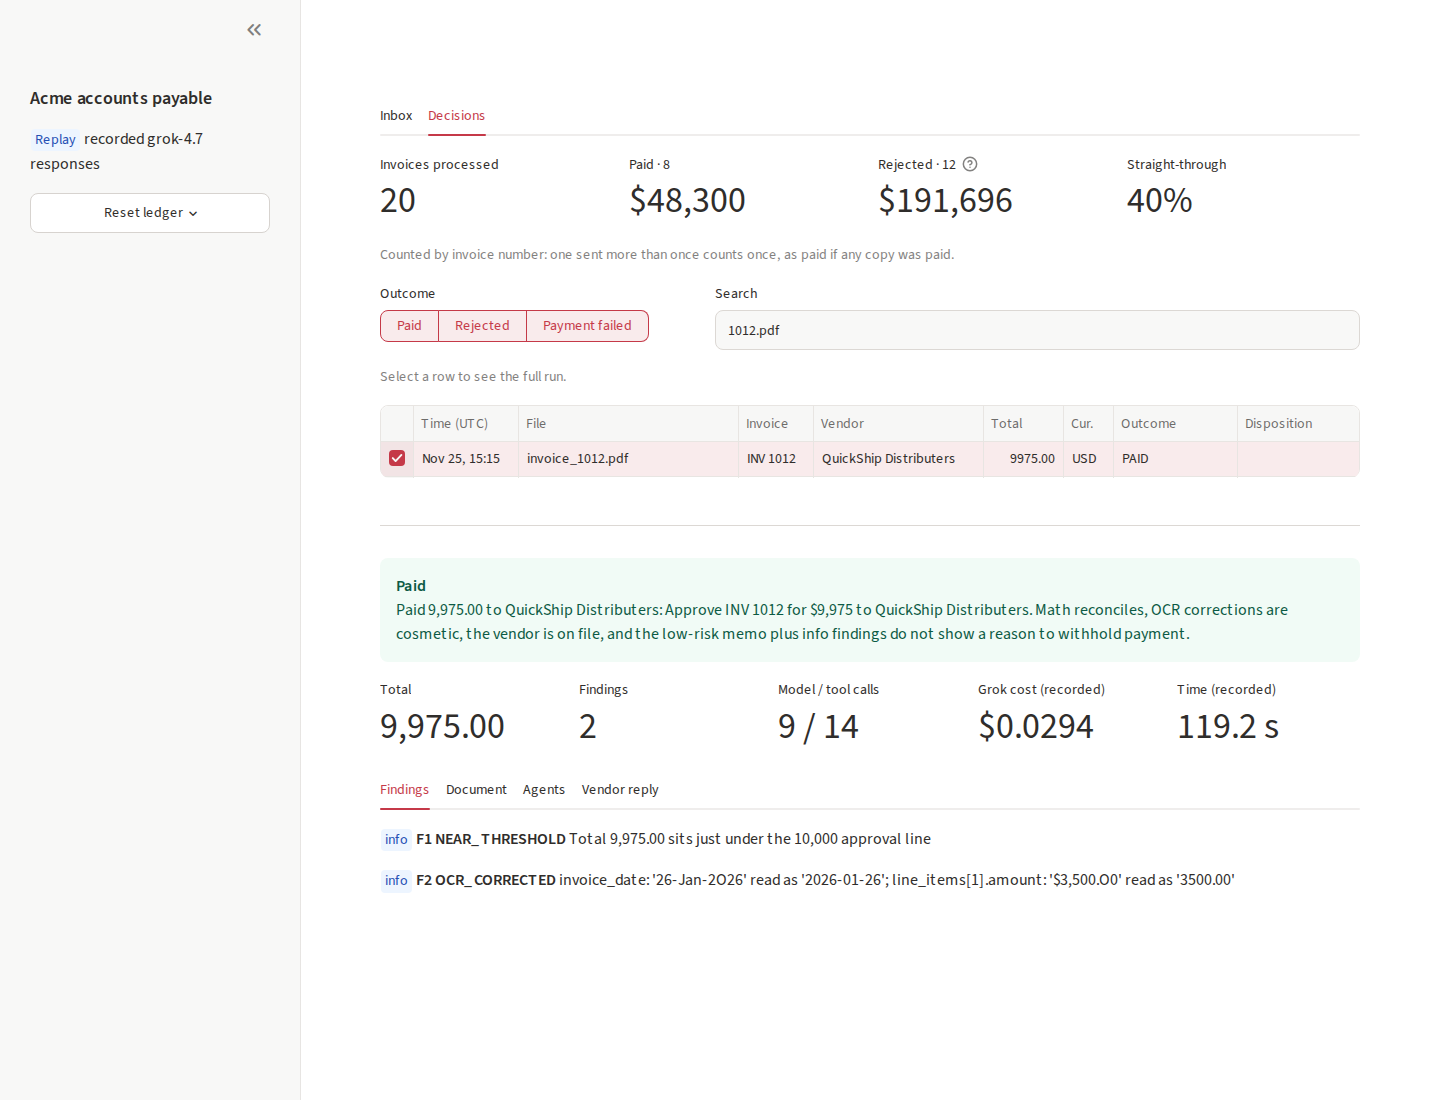 Acme accounts payable
Replay recorded grok-4.7
responses
Reset ledger
Inbox Decisions
Invoices processed Paid · 8 Rejected · 12 Straight-through
20 $48,300 $191,696 40%
Counted by invoice number: one sent more than once counts once, as paid if any copy was paid.
Outcome Search
Paid Rejected Payment failed 1012.pdf
Select a row to see the full run.
Time (UTC) File Invoice Vendor Total Cur. Outcome Disposition
Nov 25, 15:15 invoice_1012.pdf INV 1012 QuickShip Distributers 9975.00 USD PAID
Paid
Paid 9,975.00 to QuickShip Distributers: Approve INV 1012 for $9,975 to QuickShip Distributers. Math reconciles, OCR corrections are
cosmetic, the vendor is on file, and the low-risk memo plus info findings do not show a reason to withhold payment.
Total Findings Model / tool calls Grok cost (recorded) Time (recorded)
9,975.00 2 9 / 14 $0.0294 119.2 s
Findings Document Agents Vendor reply
info F1 NEAR_THRESHOLD Total 9,975.00 sits just under the 10,000 approval line
info F2 OCR_CORRECTED invoice_date: '26-Jan-2O26' read as '2026-01-26'; line_items[1].amount: '$3,500.O0' read as '3500.00'